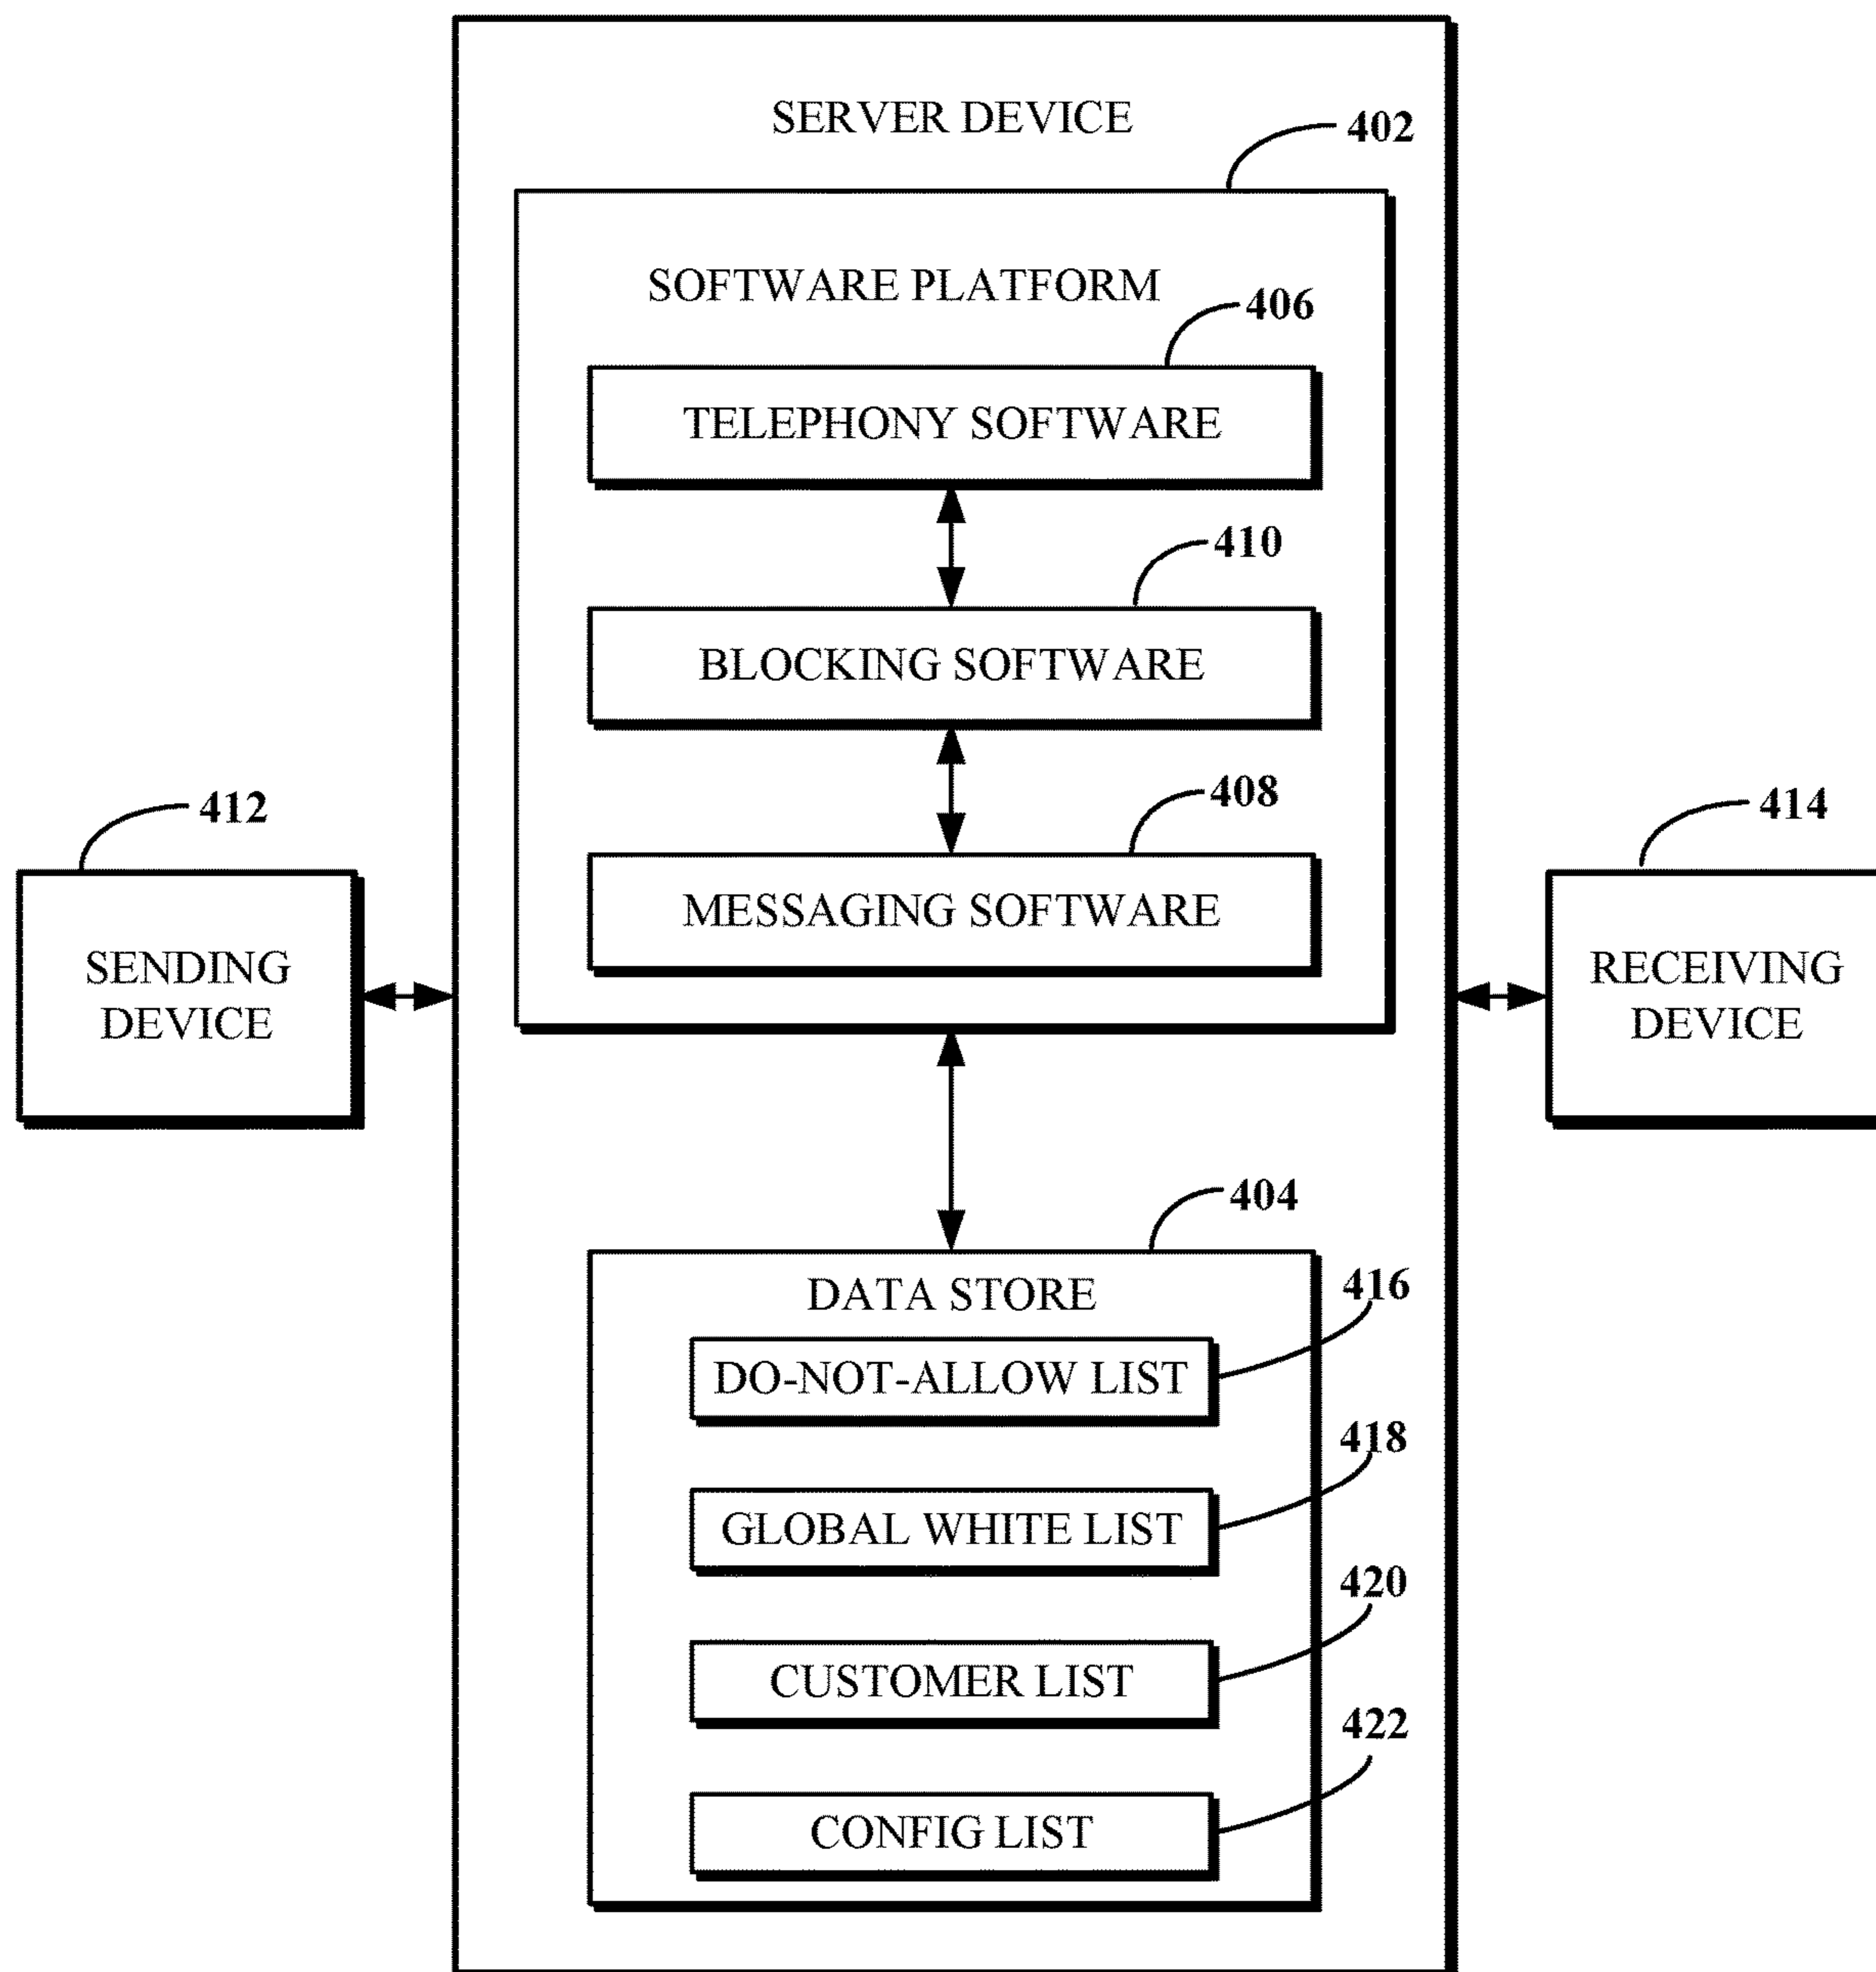 SERVER DEVICE
402
SOFTWARE PLATFORM
406
TELEPHONY SOFTWARE
410
BLOCKING SOFTWARE
408
MESSAGING SOFTWARE
412
SENDING
DEVICE
414
RECEIVING
DEVICE
404
DATA STORE
416
DO-NOT-ALLOW LIST
418
GLOBAL WHITE LIST
420
CUSTOMER LIST
422
CONFIG LIST